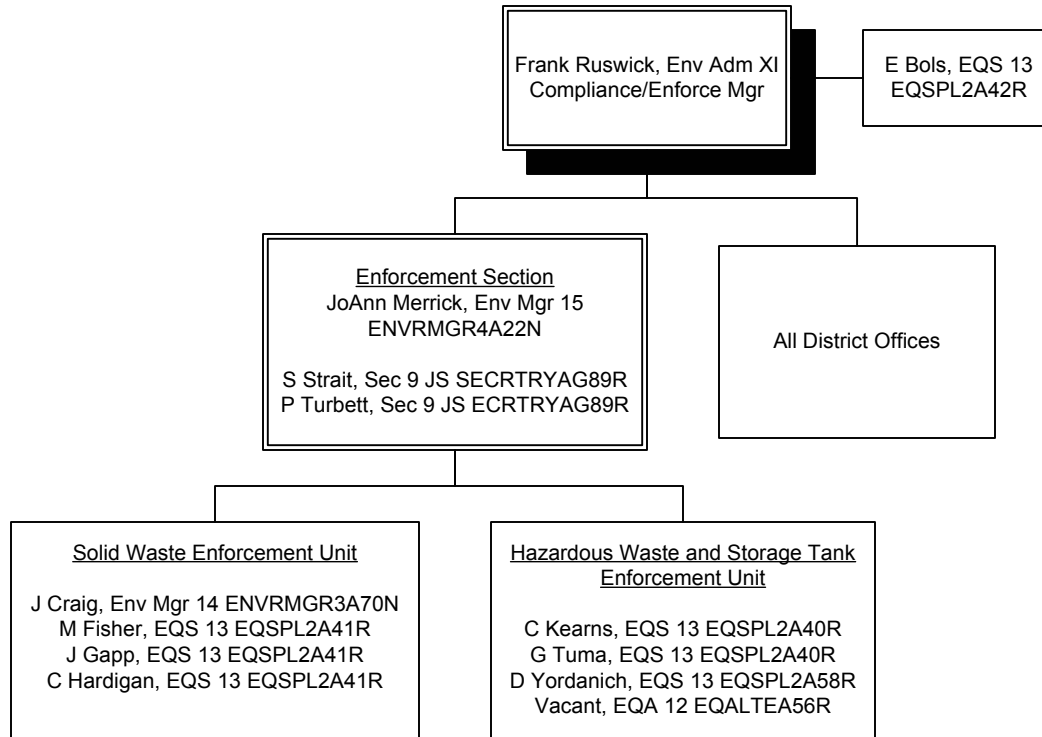 Frank Ruswick, Env Adm XI
Compliance/Enforce Mgr
E Bols, EQS 13
EQSPL2A42R
Enforcement Section
JoAnn Merrick, Env Mgr 15
ENVRMGR4A22N
S Strait, Sec 9 JS SECRTRYAG89R
P Turbett, Sec 9 JS ECRTRYAG89R
All District Offices
Solid Waste Enforcement Unit
J Craig, Env Mgr 14 ENVRMGR3A70N
M Fisher, EQS 13 EQSPL2A41R
J Gapp, EQS 13 EQSPL2A41R
C Hardigan, EQS 13 EQSPL2A41R
Hazardous Waste and Storage Tank
Enforcement Unit
C Kearns, EQS 13 EQSPL2A40R
G Tuma, EQS 13 EQSPL2A40R
D Yordanich, EQS 13 EQSPL2A58R
Vacant, EQA 12 EQALTEA56R